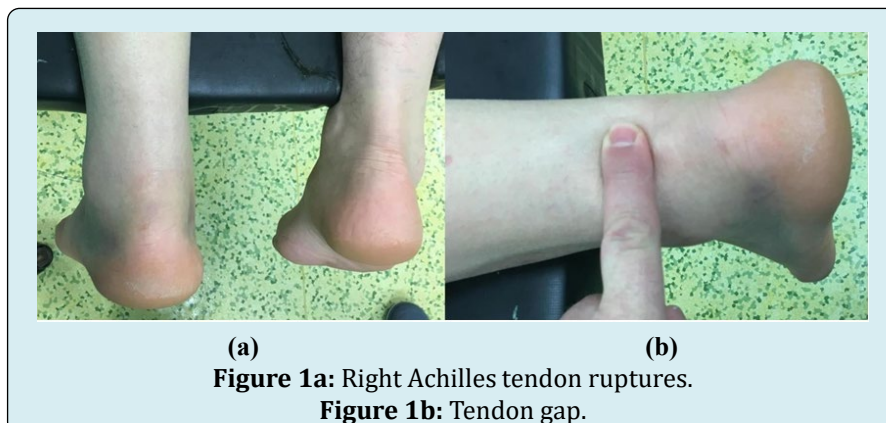 (a) (b)
Figure 1a: Right Achilles tendon ruptures.
Figure 1b: Tendon gap.